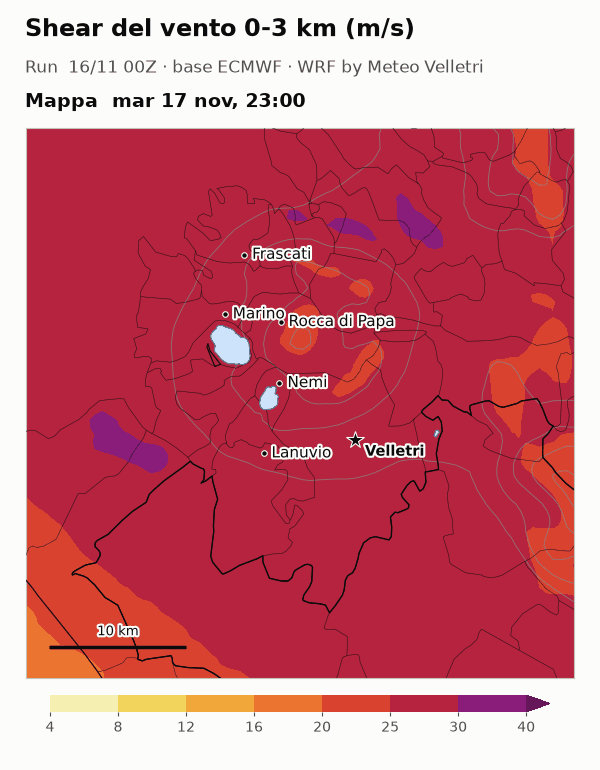 Shear del vento 0-3 km (m/s)
Run  16/11 00Z · base ECMWF · WRF by Meteo Velletri
Mappa  mar 17 nov, 23:00
Frascati
Marino
Rocca di Papa
Nemi
Velletri
Lanuvio
10 km
4 8 12 16 20 25 30 40